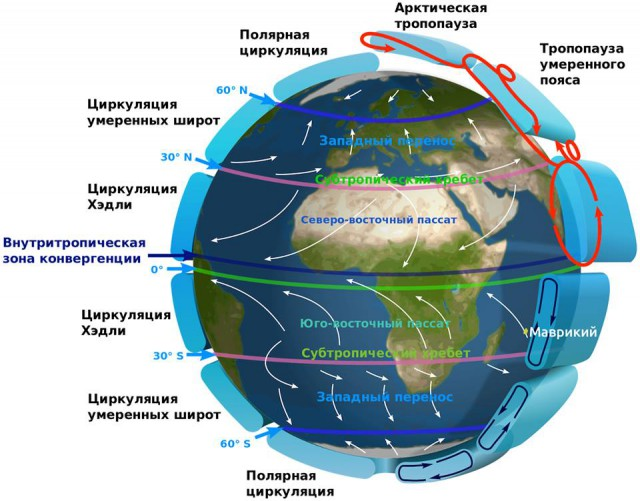 Арктическая
тропопауза
Полярная
циркуляция
Тропопауза
умеренного
пояса
60° N
Циркуляция
умеренных широт
Западный перенос
30° N
Субтропический хребет
Циркуляция
Хэдли
Северо-восточный пассат
Внутритропическая
зона конвергенции
0°
Циркуляция
Хэдли
Юго-восточный пассат
Маврикий
30° S
Субтропический хребет
Циркуляция
умеренных широт
Западный перенос
60° S
Полярная
циркуляция